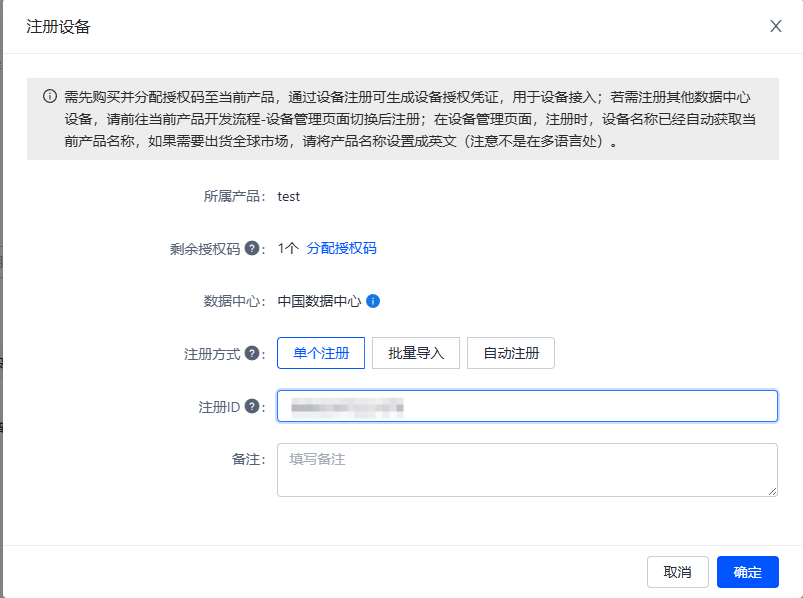 注册设备
需先购买并分配授权码至当前产品，通过设备注册可生成设备授权凭证，用于设备接入；若需注册其他数据中心
设备，请前往当前产品开发流程-设备管理页面切换后注册；在设备管理页面，注册时，设备名称已经自动获取当
前产品名称，如果需要出货全球市场，请将产品名称设置成英文（注意不是在多语言处）。
所属产品： test
剩余授权码 ： 1个 分配授权码
数据中心： 中国数据中心
注册方式 ： 单个注册 批量导入 自动注册
注册ID ：
备注： 填写备注
取消 确定